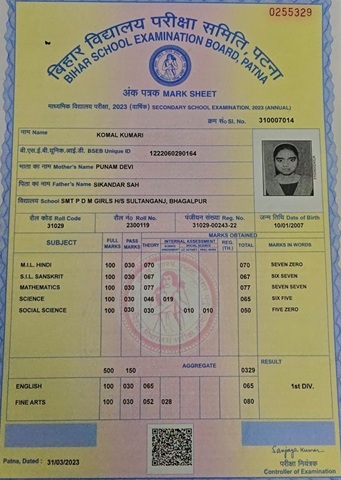 0255329
बिहार विद्यालय परीक्षा समिति, पटना
BIHAR SCHOOL EXAMINATION BOARD, PATNA
अंक पत्रक MARK SHEET
माध्यमिक विद्यालय परीक्षा, 2023 (वार्षिक) SECONDARY SCHOOL EXAMINATION, 2023 (ANNUAL)
क्रम सं० Sl. No. 310007014
नाम Name KOMAL KUMARI
बी.एस.ई.बी.यूनिक.आई.डी. BSEB Unique ID 1222060290164
माता का नाम Mother's Name PUNAM DEVI
पिता का नाम Father's Name SIKANDAR SAH
विद्यालय School SMT P D M GIRLS H/S SULTANGANJ, BHAGALPUR
रौल कोड Roll Code रौल नं० Roll No. पंजीयन संख्या Reg. No. जन्म तिथि Date of Birth
31029 2300119 31029-00243-22 10/01/2007
MARKS OBTAINED
SUBJECT FULL MARKS PASS MARKS THEORY INTERNAL ASSESSMENT REG. (TH.) TOTAL MARKS IN WORDS
M.I.L. HINDI 100 030 070 070 SEVEN ZERO
S.I.L. SANSKRIT 100 030 067 067 SIX SEVEN
MATHEMATICS 100 030 077 077 SEVEN SEVEN
SCIENCE 100 030 046 019 065 SIX FIVE
SOCIAL SCIENCE 100 030 030 010 010 050 FIVE ZERO
AGGREGATE RESULT
500 150 0329
ENGLISH 100 030 065 065 1st DIV.
FINE ARTS 100 030 052 028 080
Patna, Dated : 31/03/2023
Sanjay Kumar
परीक्षा नियंत्रक
Controller of Examination